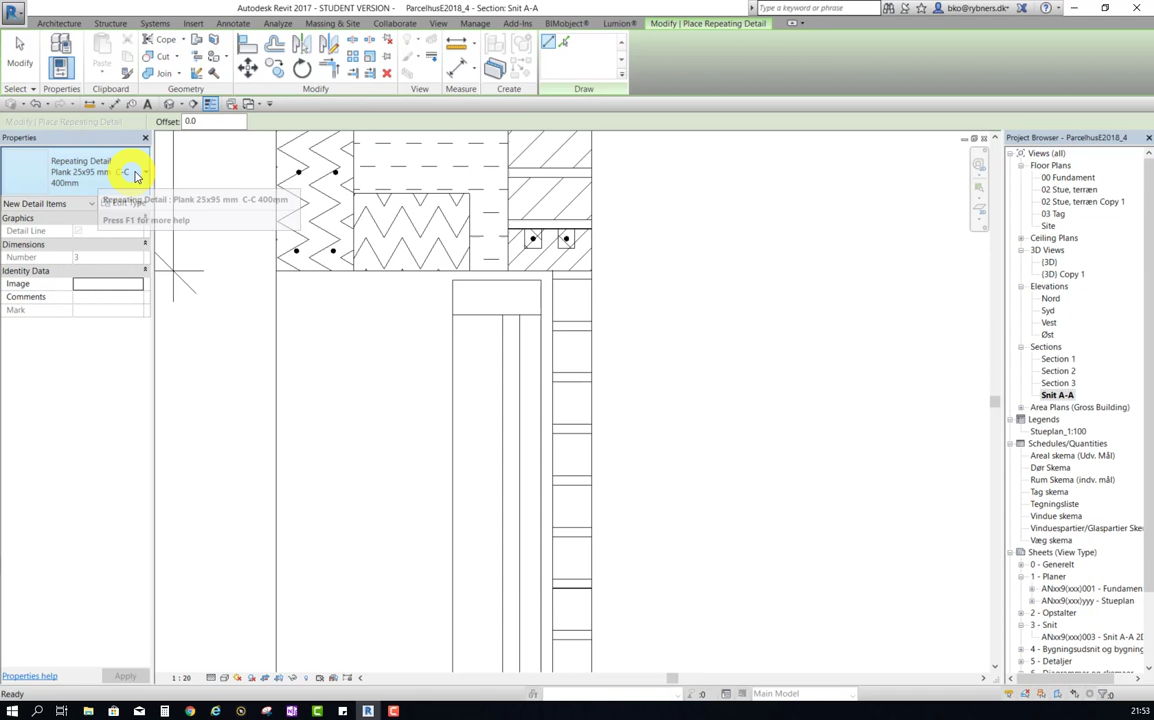 Autodesk Revit 2017 - STUDENT VERSION - ParcelhusE2018_4 - Section: Snit A-A
Type a keyword or phrase
bko@rybners.dk
Architecture Structure Systems Insert Annotate Analyze Massing & Site Collaborate View Manage Add-Ins BIMobject® Lumion® Modify | Place Repeating Detail
Modify
Paste
Cope
Cut
Join
Select Properties Clipboard Geometry Modify View Measure Create Draw
Modify | Place Repeating Detail
Offset: 0.0
Properties
Repeating Detail
Plank 25x95 mm C-C
400mm
New Detail Items
Edit Type
Repeating Detail : Plank 25x95 mm C-C 400mm
Press F1 for more help
Graphics
Detail Line
Dimensions
Number 3
Identity Data
Image
Comments
Mark
Properties help
Apply
Project Browser - ParcelhusE2018_4
Views (all)
Floor Plans
00 Fundament
02 Stue, terræn
02 Stue, terræn Copy 1
03 Tag
Site
Ceiling Plans
3D Views
{3D}
{3D} Copy 1
Elevations
Nord
Syd
Vest
Øst
Sections
Section 1
Section 2
Section 3
Snit A-A
Area Plans (Gross Building)
Legends
Stueplan_1:100
Schedules/Quantities
Areal skema (Udv. Mål)
Dør Skema
Rum Skema (indv. mål)
Tag skema
Tegningsliste
Vindue skema
Vinduespartier/Glaspartier Ske
Væg skema
Sheets (View Type)
0 - Generelt
1 - Planer
ANxx9(xxx)001 - Fundamen
ANxx9(xxx)yyy - Stueplan
2 - Opstalter
3 - Snit
ANxx9(xxx)003 - Snit A-A 2D
4 - Bygningsudsnit og bygning
5 - Detaljer
1 : 20
Ready
:0
Main Model
:0
21:53